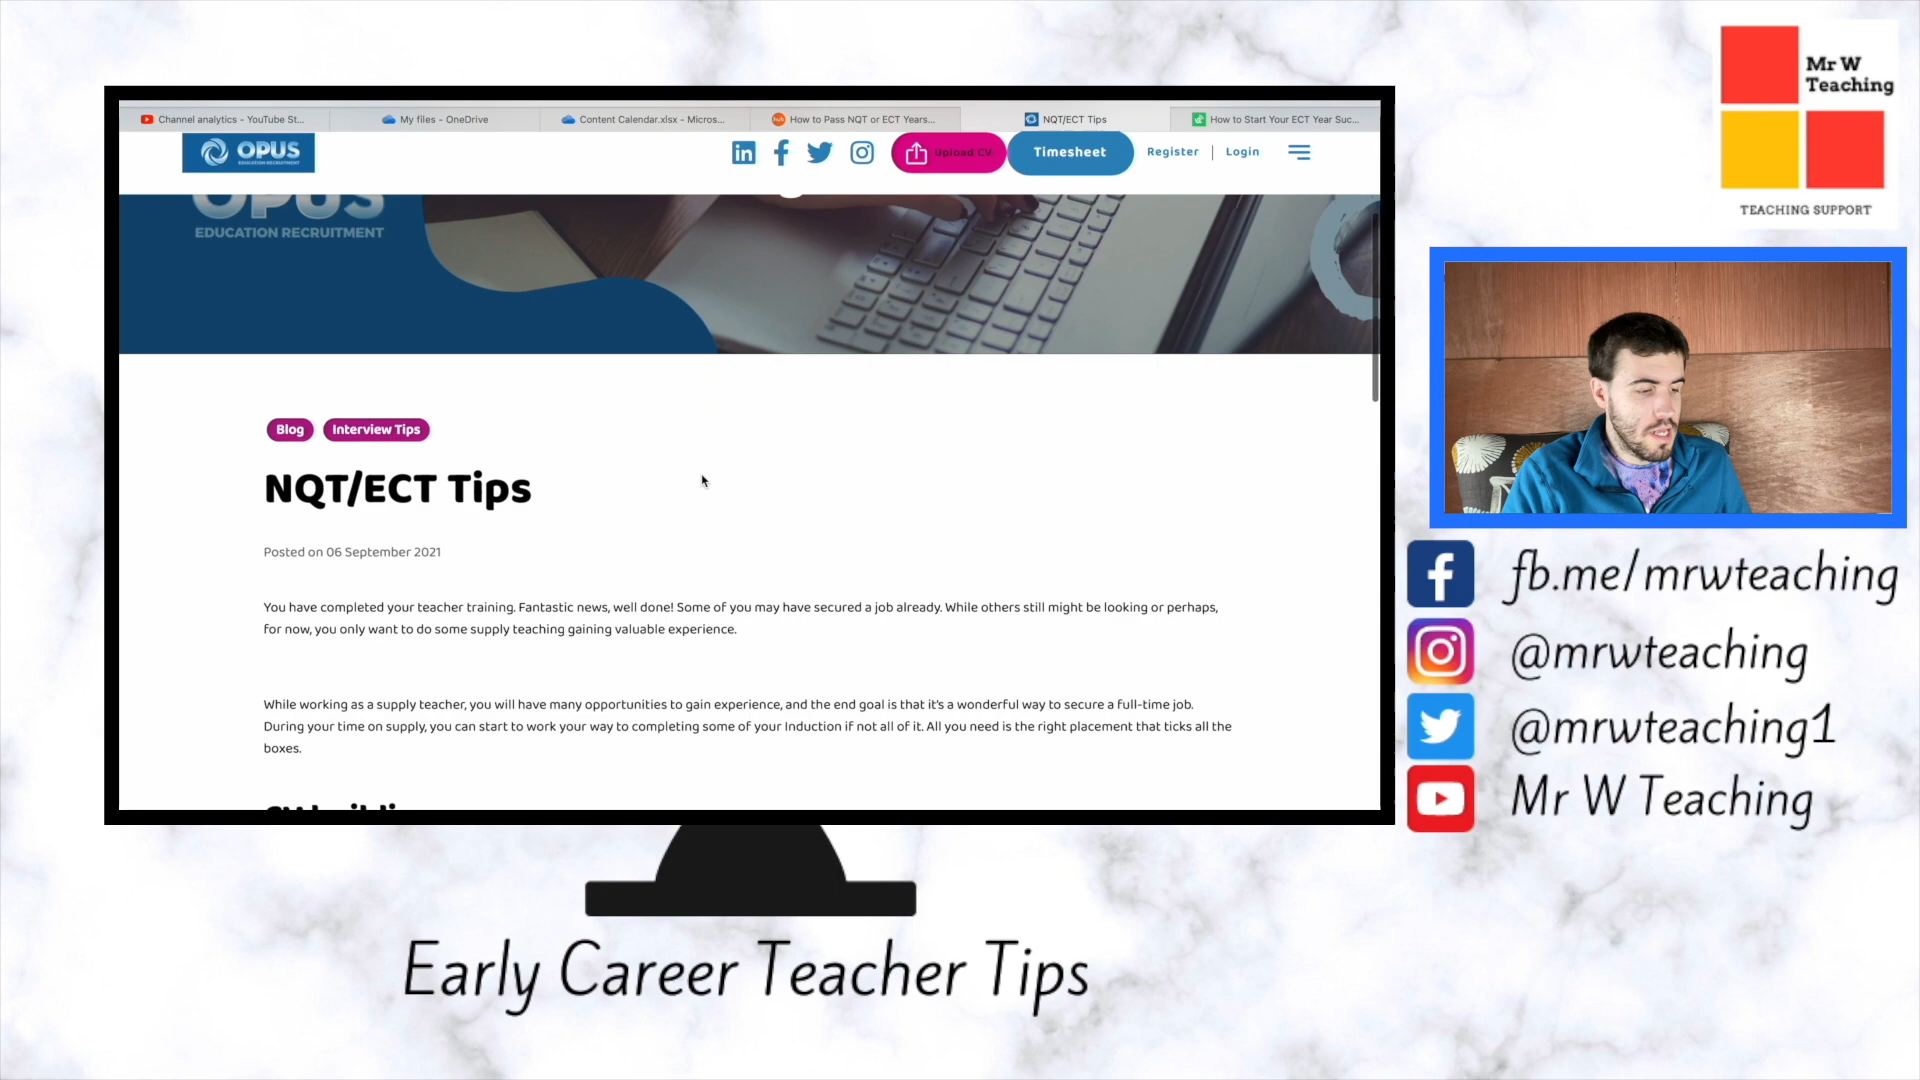 Mr W
Teaching
TEACHING SUPPORT
Channel analytics - YouTube St...
My files - OneDrive
Content Calendar.xlsx - Micros...
How to Pass NQT or ECT Years...
NQT/ECT Tips
How to Start Your ECT Year Suc...
OPUS
EDUCATION RECRUITMENT
Upload CV
Timesheet
Register | Login
OPUS
EDUCATION RECRUITMENT
Blog
Interview Tips
NQT/ECT Tips
Posted on 06 September 2021
You have completed your teacher training. Fantastic news, well done! Some of you may have secured a job already. While others still might be looking or perhaps,
for now, you only want to do some supply teaching gaining valuable experience.
While working as a supply teacher, you will have many opportunities to gain experience, and the end goal is that it's a wonderful way to secure a full-time job.
During your time on supply, you can start to work your way to completing some of your Induction if not all of it. All you need is the right placement that ticks all the
boxes.
fb.me/mrwteaching
@mrwteaching
@mrwteaching1
Mr W Teaching
Early Career Teacher Tips